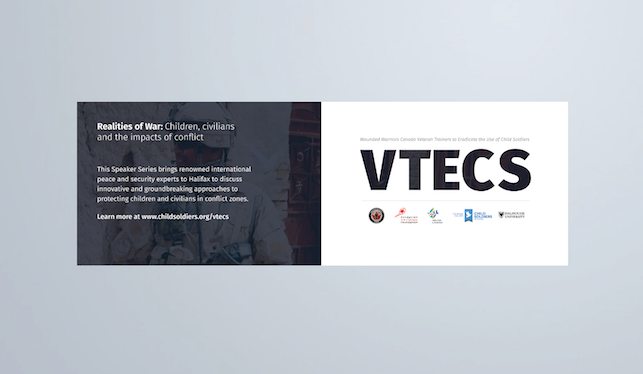 Realities of War: Children, civilians
and the impacts of conflict
This Speaker Series brings renowned international
peace and security experts to Halifax to discuss
innovative and groundbreaking approaches to
protecting children and civilians in conflict zones.
Learn more at www.childsoldiers.org/vtecs
Wounded Warriors Canada Veteran Trainers to Eradicate the Use of Child Soldiers
VTECS
CHILD
SOLDIERS
DALHOUSIE
UNIVERSITY